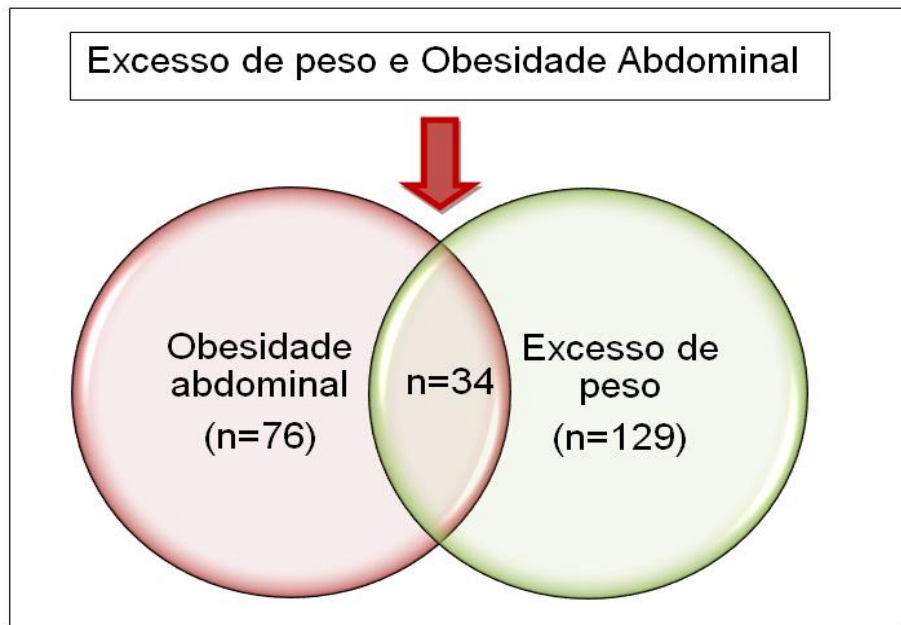 Excesso de peso e Obesidade Abdominal
Obesidade
abdominal
(n=76)
n=34
Excesso de
peso
(n=129)